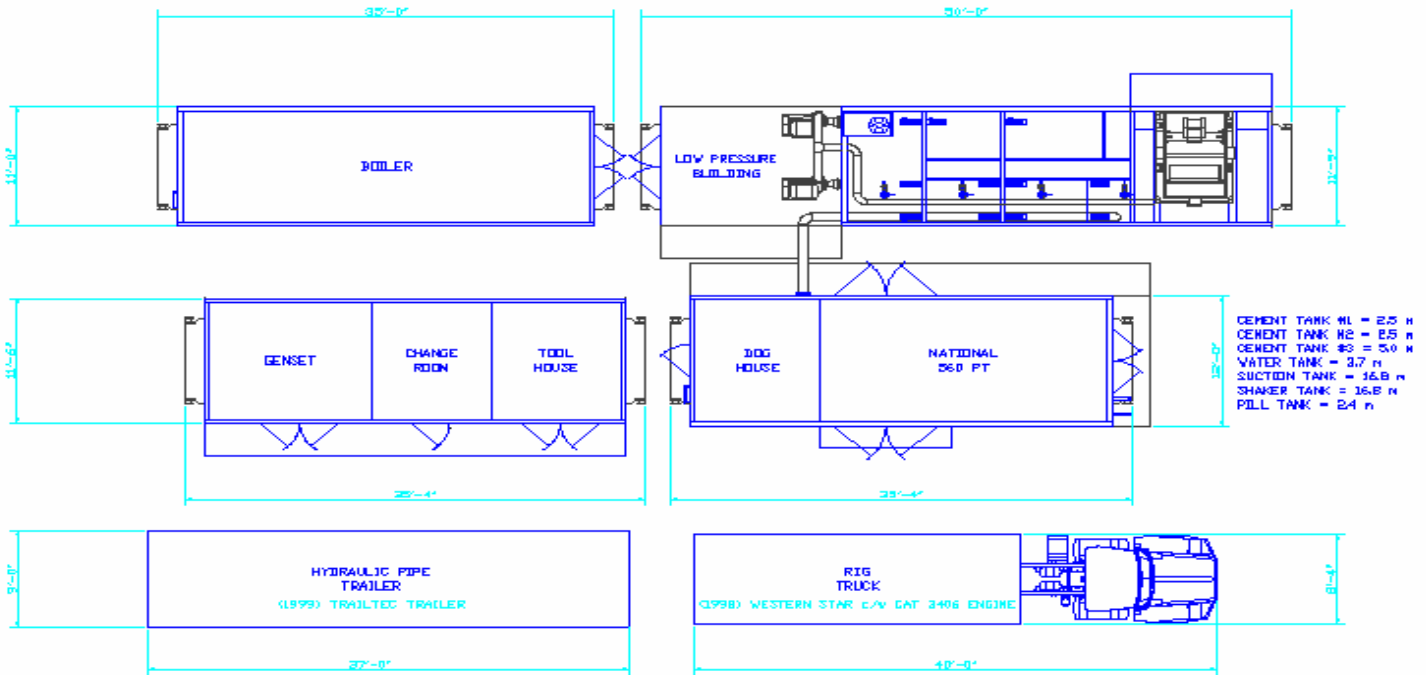 35'-0"
50'-0"
11'-0"
BOILER
LOW PRESSURE
BUILDING
GENSET
CHANGE
ROOM
TOOL
HOUSE
DOG
HOUSE
NATIONAL
560 PT
11'-6"
12'-0"
CEMENT TANK #1 = 2.5 m
CEMENT TANK #2 = 2.5 m
CEMENT TANK #3 = 5.0 m
WATER TANK = 3.7 m
SUCTION TANK = 16.8 m
SHAKER TANK = 16.8 m
PILL TANK = 2.4 m
35'-4"
35'-4"
9'-0"
HYDRAULIC PIPE
TRAILER
(1999) TRAILTEC TRAILER
RIG
TRUCK
(1998) WESTERN STAR c/w CAT 3406 ENGINE
8'-4"
37'-0"
40'-0"